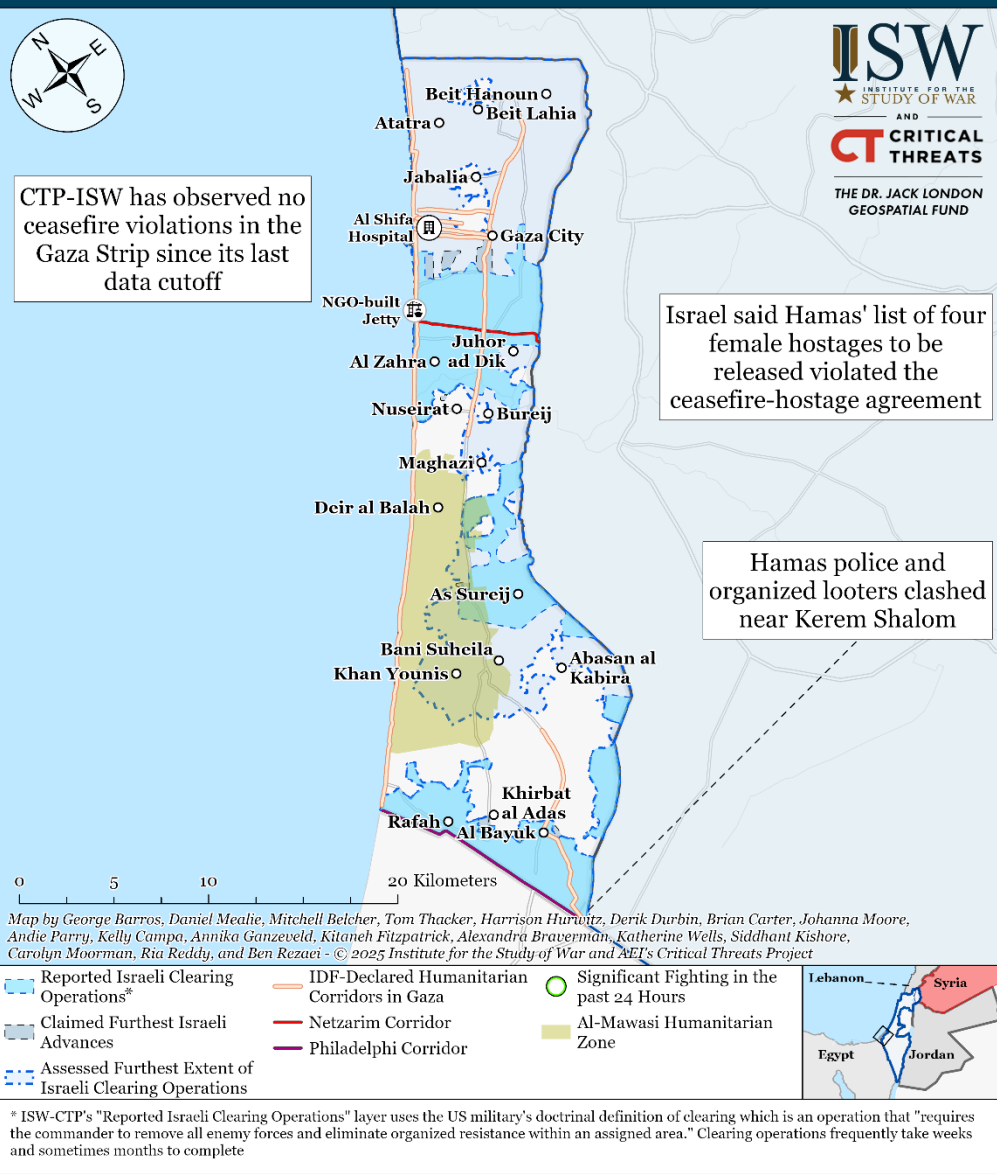 N
E
W
S
ISW
INSTITUTE FOR THE
STUDY OF WAR
AND
CT CRITICAL
THREATS
THE DR. JACK LONDON
GEOSPATIAL FUND
CTP-ISW has observed no
ceasefire violations in the
Gaza Strip since its last
data cutoff
Beit Hanoun
Beit Lahia
Atatra
Jabalia
Al Shifa
Hospital
Gaza City
NGO-built
Jetty
Juhor
ad Dik
Al Zahra
Nuseirat
Bureij
Maghazi
Deir al Balah
As Sureij
Bani Suheila
Khan Younis
Abasan al
Kabira
Khirbat
al Adas
Rafah
Al Bayuk
Israel said Hamas' list of four
female hostages to be
released violated the
ceasefire-hostage agreement
Hamas police and
organized looters clashed
near Kerem Shalom
0 5 10 20 Kilometers
Map by George Barros, Daniel Mealie, Mitchell Belcher, Tom Thacker, Harrison Hurwitz, Derik Durbin, Brian Carter, Johanna Moore,
Andie Parry, Kelly Campa, Annika Ganzeveld, Kitaneh Fitzpatrick, Alexandra Braverman, Katherine Wells, Siddhant Kishore,
Carolyn Moorman, Ria Reddy, and Ben Rezaei - © 2025 Institute for the Study of War and AEI's Critical Threats Project
Reported Israeli Clearing
Operations*
Claimed Furthest Israeli
Advances
Assessed Furthest Extent of
Israeli Clearing Operations
IDF-Declared Humanitarian
Corridors in Gaza
Netzarim Corridor
Philadelphi Corridor
Significant Fighting in the
past 24 Hours
Al-Mawasi Humanitarian
Zone
Lebanon
Syria
Egypt
Jordan
* ISW-CTP's "Reported Israeli Clearing Operations" layer uses the US military's doctrinal definition of clearing which is an operation that "requires
the commander to remove all enemy forces and eliminate organized resistance within an assigned area." Clearing operations frequently take weeks
and sometimes months to complete